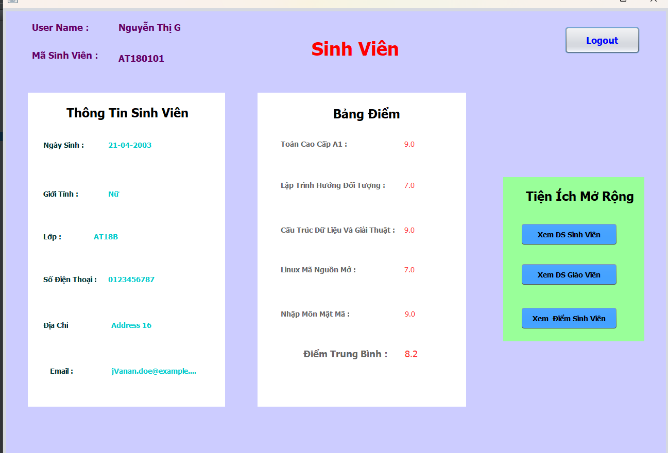 User Name : Nguyễn Thị G
Mã Sinh Viên : AT180101
Sinh Viên
Logout
Thông Tin Sinh Viên
Ngày Sinh : 21-04-2003
Giới Tính : Nữ
Lớp : AT18B
Số Điện Thoại : 0123456787
Địa Chỉ Address 16
Email : jVanan.doe@example....
Bảng Điểm
Toán Cao Cấp A1 : 9.0
Lập Trình Hướng Đối Tượng : 7.0
Cấu Trúc Dữ Liệu Và Giải Thuật : 9.0
Linux Mã Nguồn Mở : 7.0
Nhập Môn Mật Mã : 9.0
Điểm Trung Bình : 8.2
Tiện Ích Mở Rộng
Xem DS Sinh Viên
Xem DS Giáo Viên
Xem Điểm Sinh Viên